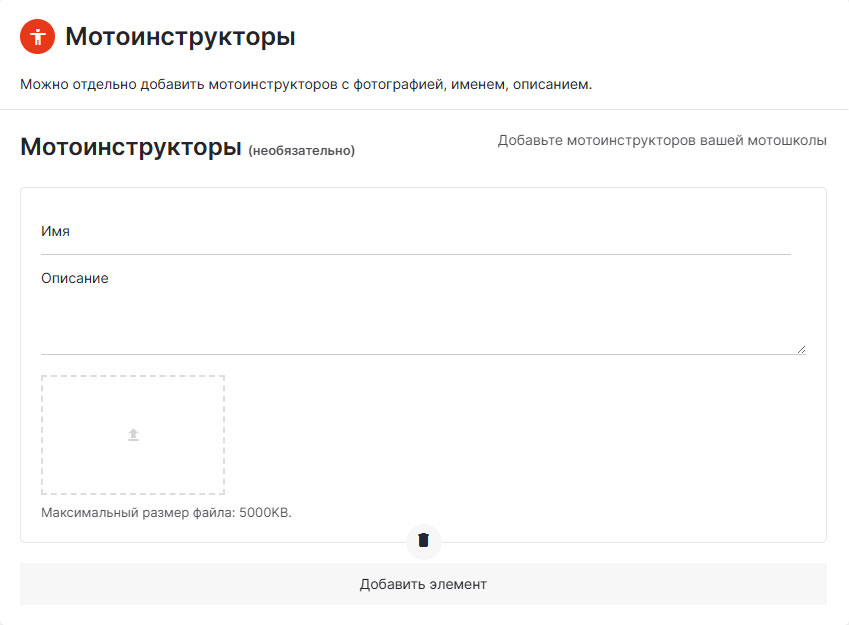 Мотоинструкторы
Можно отдельно добавить мотоинструкторов с фотографией, именем, описанием.
Мотоинструкторы (необязательно)
Добавьте мотоинструкторов вашей мотошколы
Имя
Описание
Максимальный размер файла: 5000KB.
Добавить элемент